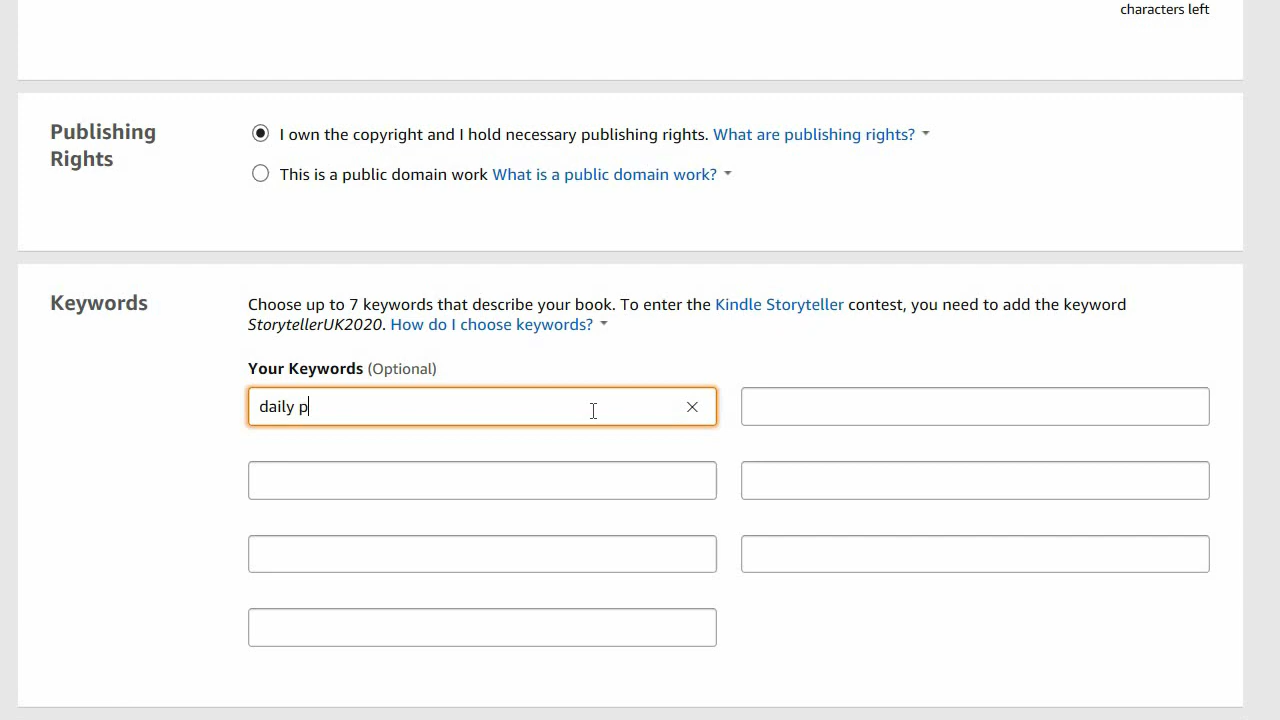 characters left
Publishing
Rights
I own the copyright and I hold necessary publishing rights. What are publishing rights?
This is a public domain work What is a public domain work?
Keywords
Choose up to 7 keywords that describe your book. To enter the Kindle Storyteller contest, you need to add the keyword
StorytellerUK2020. How do I choose keywords?
Your Keywords (Optional)
daily p